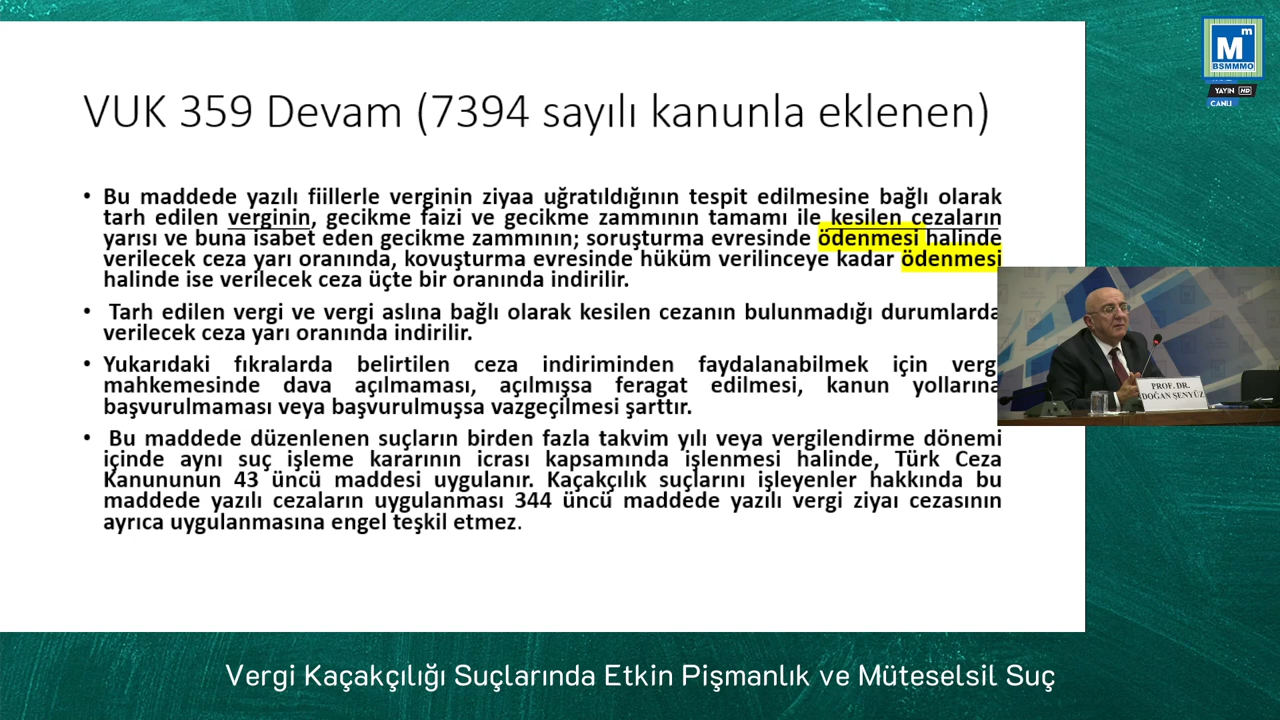 M m
BSMMMO
YAYIN HD
CANLI
VUK 359 Devam (7394 sayılı kanunla eklenen)
• Bu maddede yazılı fiillerle verginin ziyaa uğratıldığının tespit edilmesine bağlı olarak
tarh edilen verginin, gecikme faizi ve gecikme zammının tamamı ile kesilen cezaların
yarısı ve buna isabet eden gecikme zammının; soruşturma evresinde ödenmesi halinde
verilecek ceza yarı oranında, kovuşturma evresinde hüküm verilinceye kadar ödenmesi
halinde ise verilecek ceza üçte bir oranında indirilir.
• Tarh edilen vergi ve vergi aslına bağlı olarak kesilen cezanın bulunmadığı durumlarda
verilecek ceza yarı oranında indirilir.
• Yukarıdaki fıkralarda belirtilen ceza indiriminden faydalanabilmek için verg
mahkemesinde dava açılmaması, açılmışsa feragat edilmesi, kanun yollarına
başvurulmaması veya başvurulmuşsa vazgeçilmesi şarttır.
• Bu maddede düzenlenen suçların birden fazla takvim yılı veya vergilendirme dönemi
içinde aynı suç işleme kararının icrası kapsamında işlenmesi halinde, Türk Ceza
Kanununun 43 üncü maddesi uygulanır. Kaçakçılık suçlarını işleyenler hakkında bu
maddede yazılı cezaların uygulanması 344 üncü maddede yazılı vergi ziyaı cezasının
ayrıca uygulanmasına engel teşkil etmez.
PROF. DR.
DOĞAN ŞENYÜZ
Vergi Kaçakçılığı Suçlarında Etkin Pişmanlık ve Müteselsil Suç